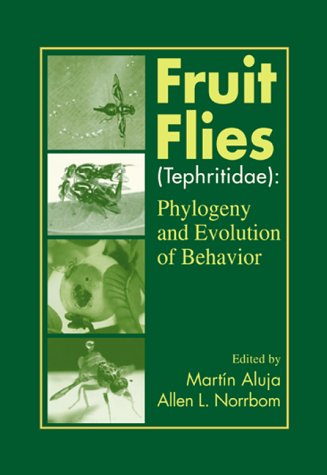 Fruit
Flies
(Tephritidae):
Phylogeny
and Evolution
of Behavior
Edited by
Martín Aluja
Allen L. Norrbom